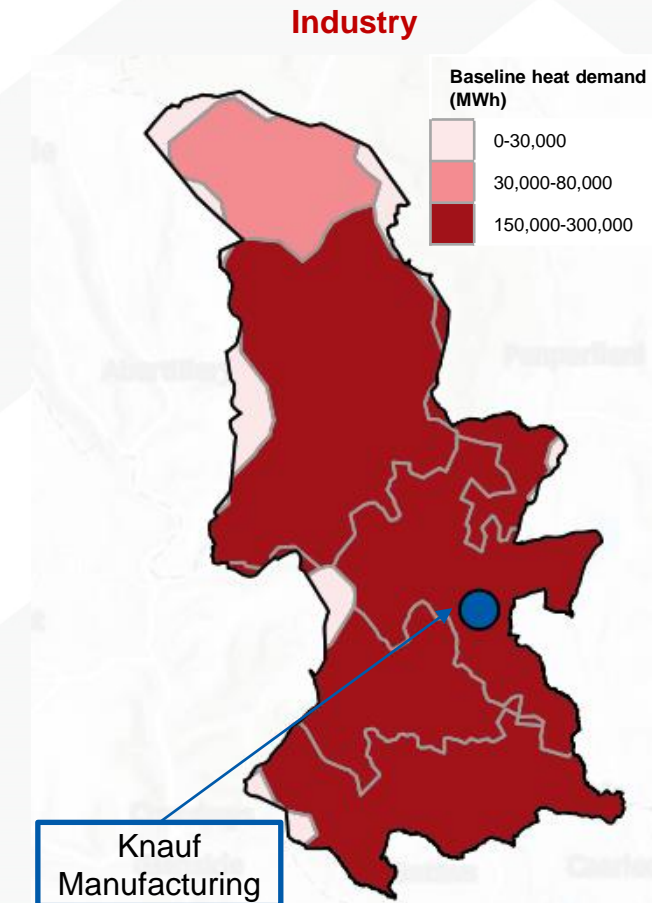 Industry
Baseline heat demand
(MWh)
0-30,000
30,000-80,000
150,000-300,000
Knauf
Manufacturing